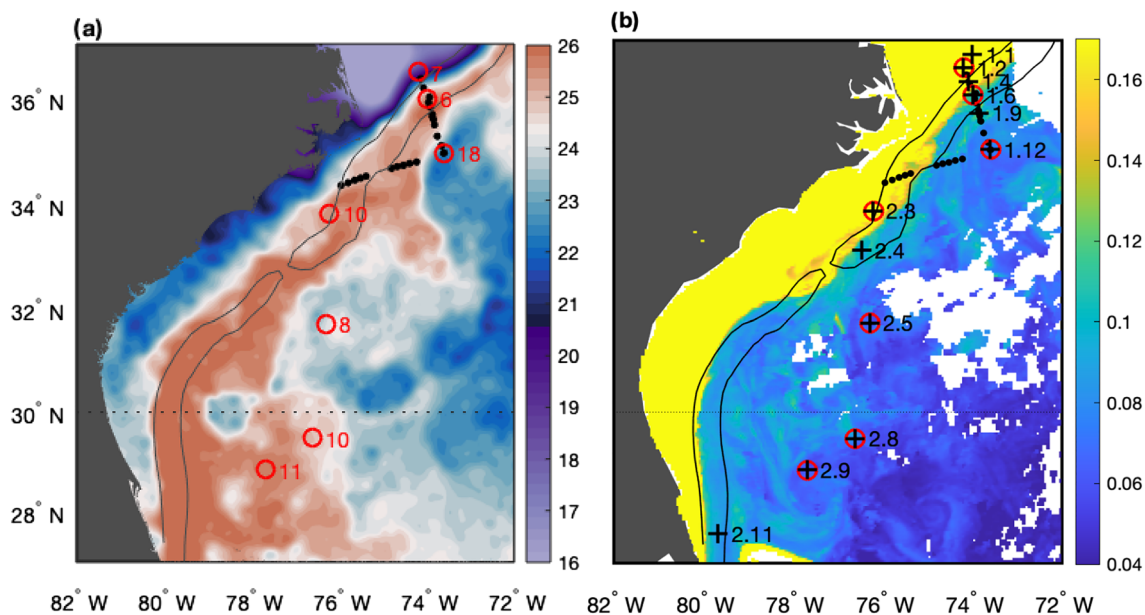 (a)
36° N
34° N
32° N
30° N
28° N
82° W
80° W
78° W
76° W
74° W
72° W
7
6
18
10
8
10
11
26
25
24
23
22
21
20
19
18
17
16
(b)
1.1
1.2
1.4
1.6
1.9
1.12
2.3
2.4
2.5
2.8
2.9
2.11
82° W
80° W
78° W
76° W
74° W
72° W
0.16
0.14
0.12
0.1
0.08
0.06
0.04